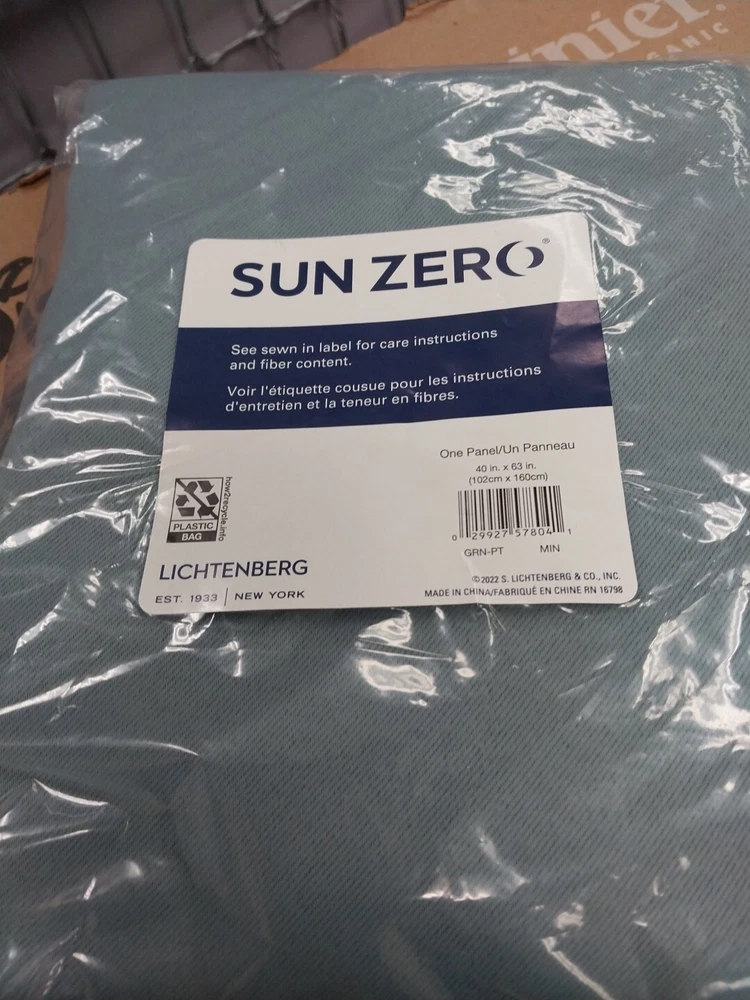 ANIC
SUN ZERO®
See sewn in label for care instructions
and fiber content.
Voir l'étiquette cousue pour les instructions
d'entretien et la teneur en fibres.
One Panel/Un Panneau
40 in. x 63 in.
(102cm x 160cm)
how2recycle.info
PLASTIC
BAG
0 29927 57804 1
GRN-PT MIN
LICHTENBERG
EST. 1933 | NEW YORK
©2022 S. LICHTENBERG & CO., INC.
MADE IN CHINA/FABRIQUÉ EN CHINE RN 16798